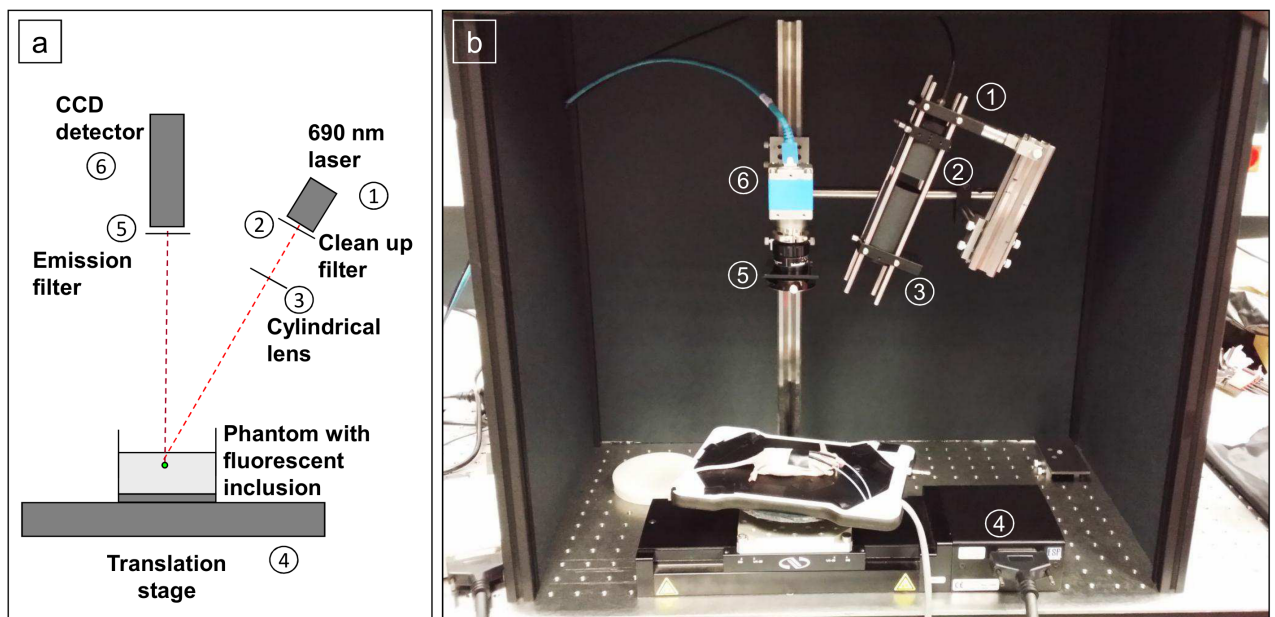 a
CCD
detector
⑥
690 nm
laser
①
②
Clean up
filter
⑤
Emission
filter
③
Cylindrical
lens
Phantom with
fluorescent
inclusion
④
Translation
stage
b
①
②
③
⑥
⑤
④